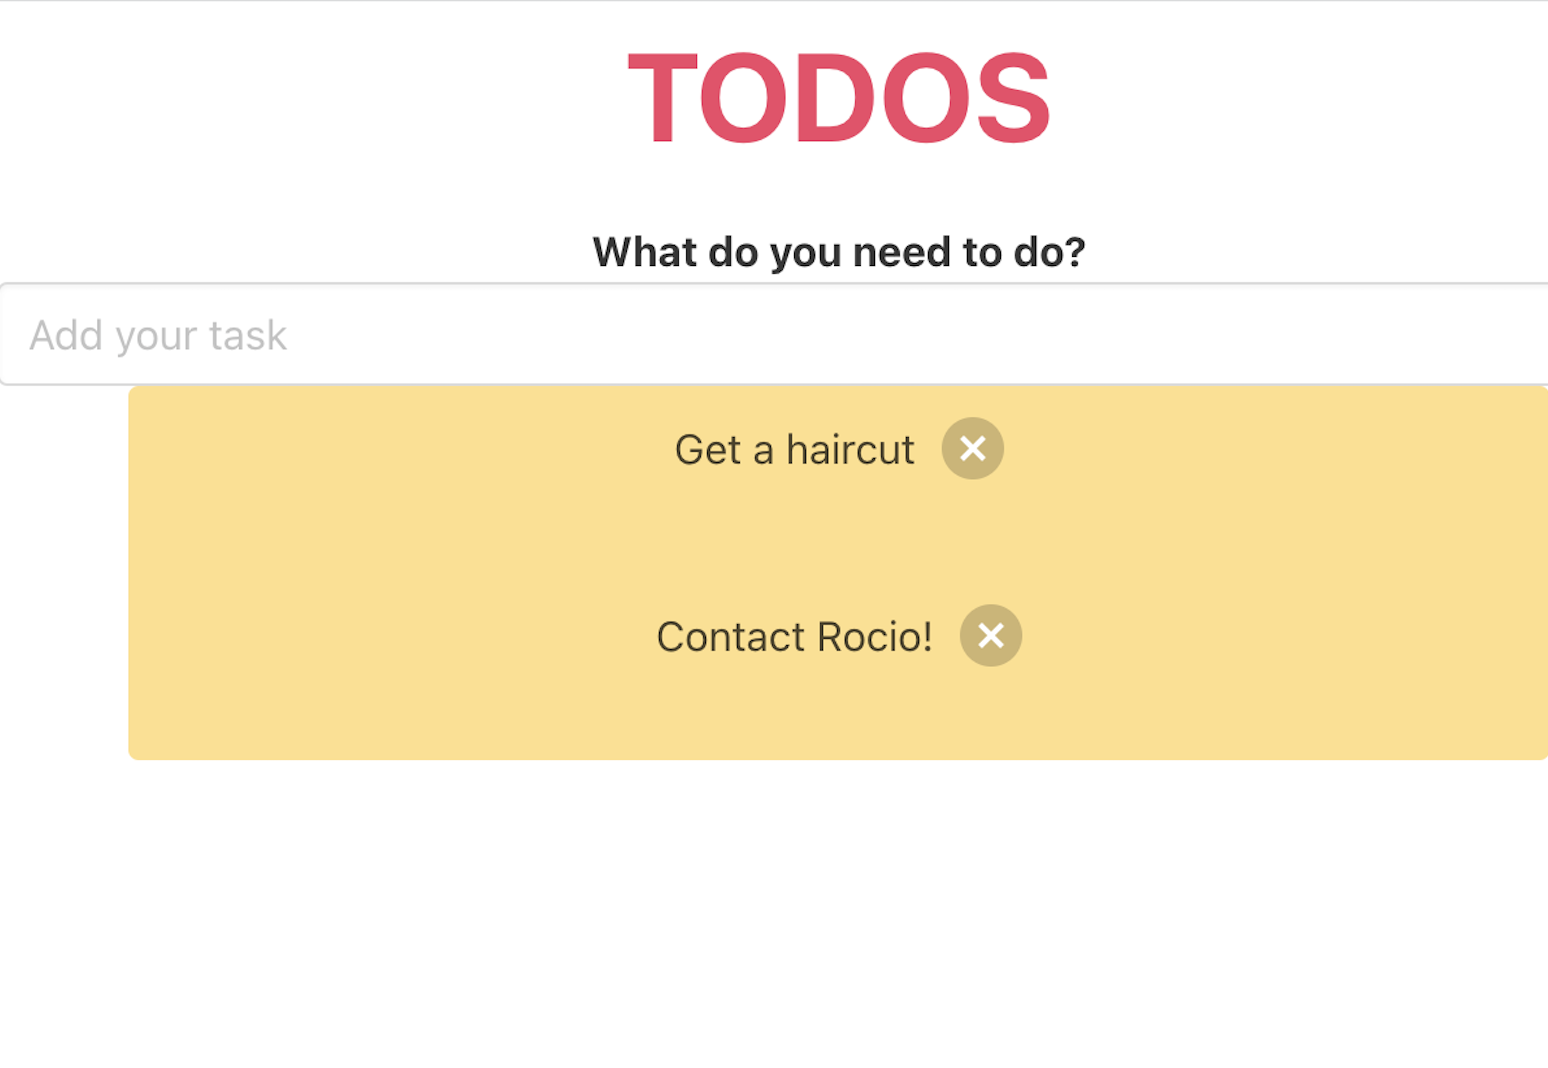 TODOS
What do you need to do?
Add your task
Get a haircut
Contact Rocio!